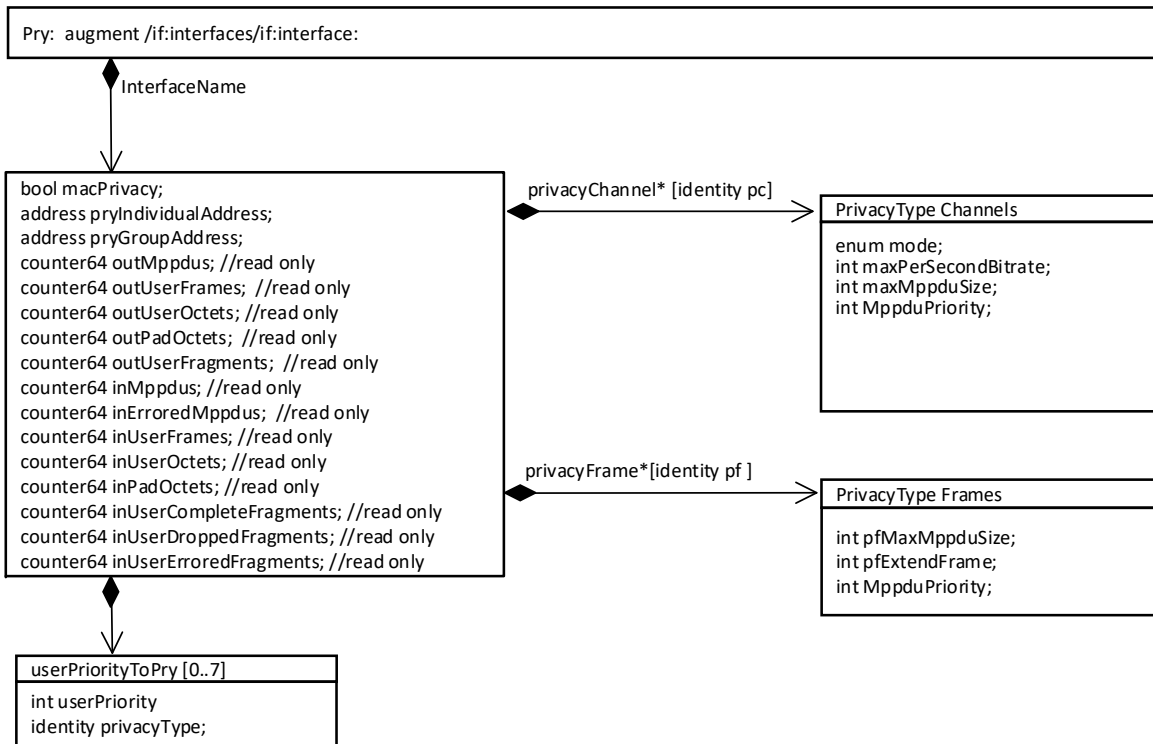 Pry: augment /if:interfaces/if:interface:
InterfaceName
bool macPrivacy;
address pryIndividualAddress;
address pryGroupAddress;
counter64 outMppdus; //read only
counter64 outUserFrames; //read only
counter64 outUserOctets; //read only
counter64 outPadOctets; //read only
counter64 outUserFragments; //read only
counter64 inMppdus; //read only
counter64 inErroredMppdus; //read only
counter64 inUserFrames; //read only
counter64 inUserOctets; //read only
counter64 inPadOctets; //read only
counter64 inUserCompleteFragments; //read only
counter64 inUserDroppedFragments; //read only
counter64 inUserErroredFragments; //read only
privacyChannel* [identity pc]
PrivacyType Channels
enum mode;
int maxPerSecondBitrate;
int maxMppduSize;
int MppduPriority;
privacyFrame*[identity pf ]
PrivacyType Frames
int pfMaxMppduSize;
int pfExtendFrame;
int MppduPriority;
userPriorityToPry [0..7]
int userPriority
identity privacyType;